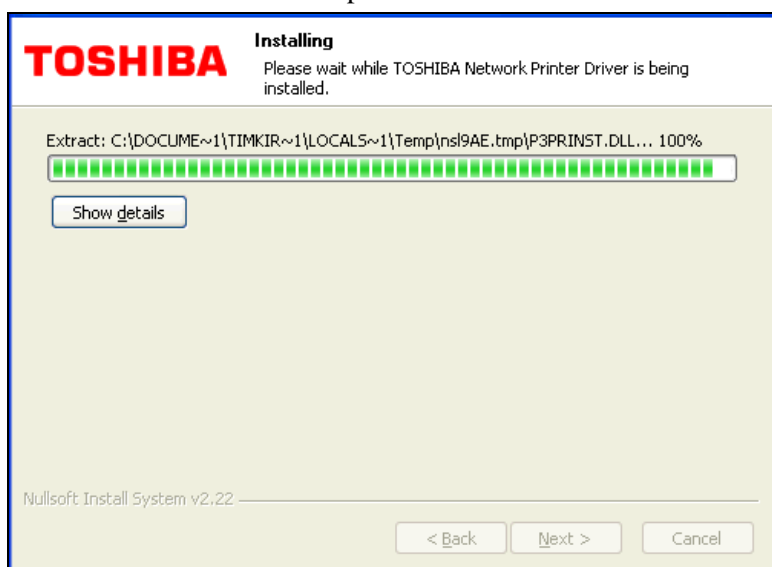 TOSHIBA
Installing
Please wait while TOSHIBA Network Printer Driver is being
installed.
Extract: C:\DOCUME~1\TIMKIR~1\LOCALS~1\Temp\nsl9AE.tmp\P3PRINST.DLL... 100%
Show details
Nullsoft Install System v2.22
< Back
Next >
Cancel